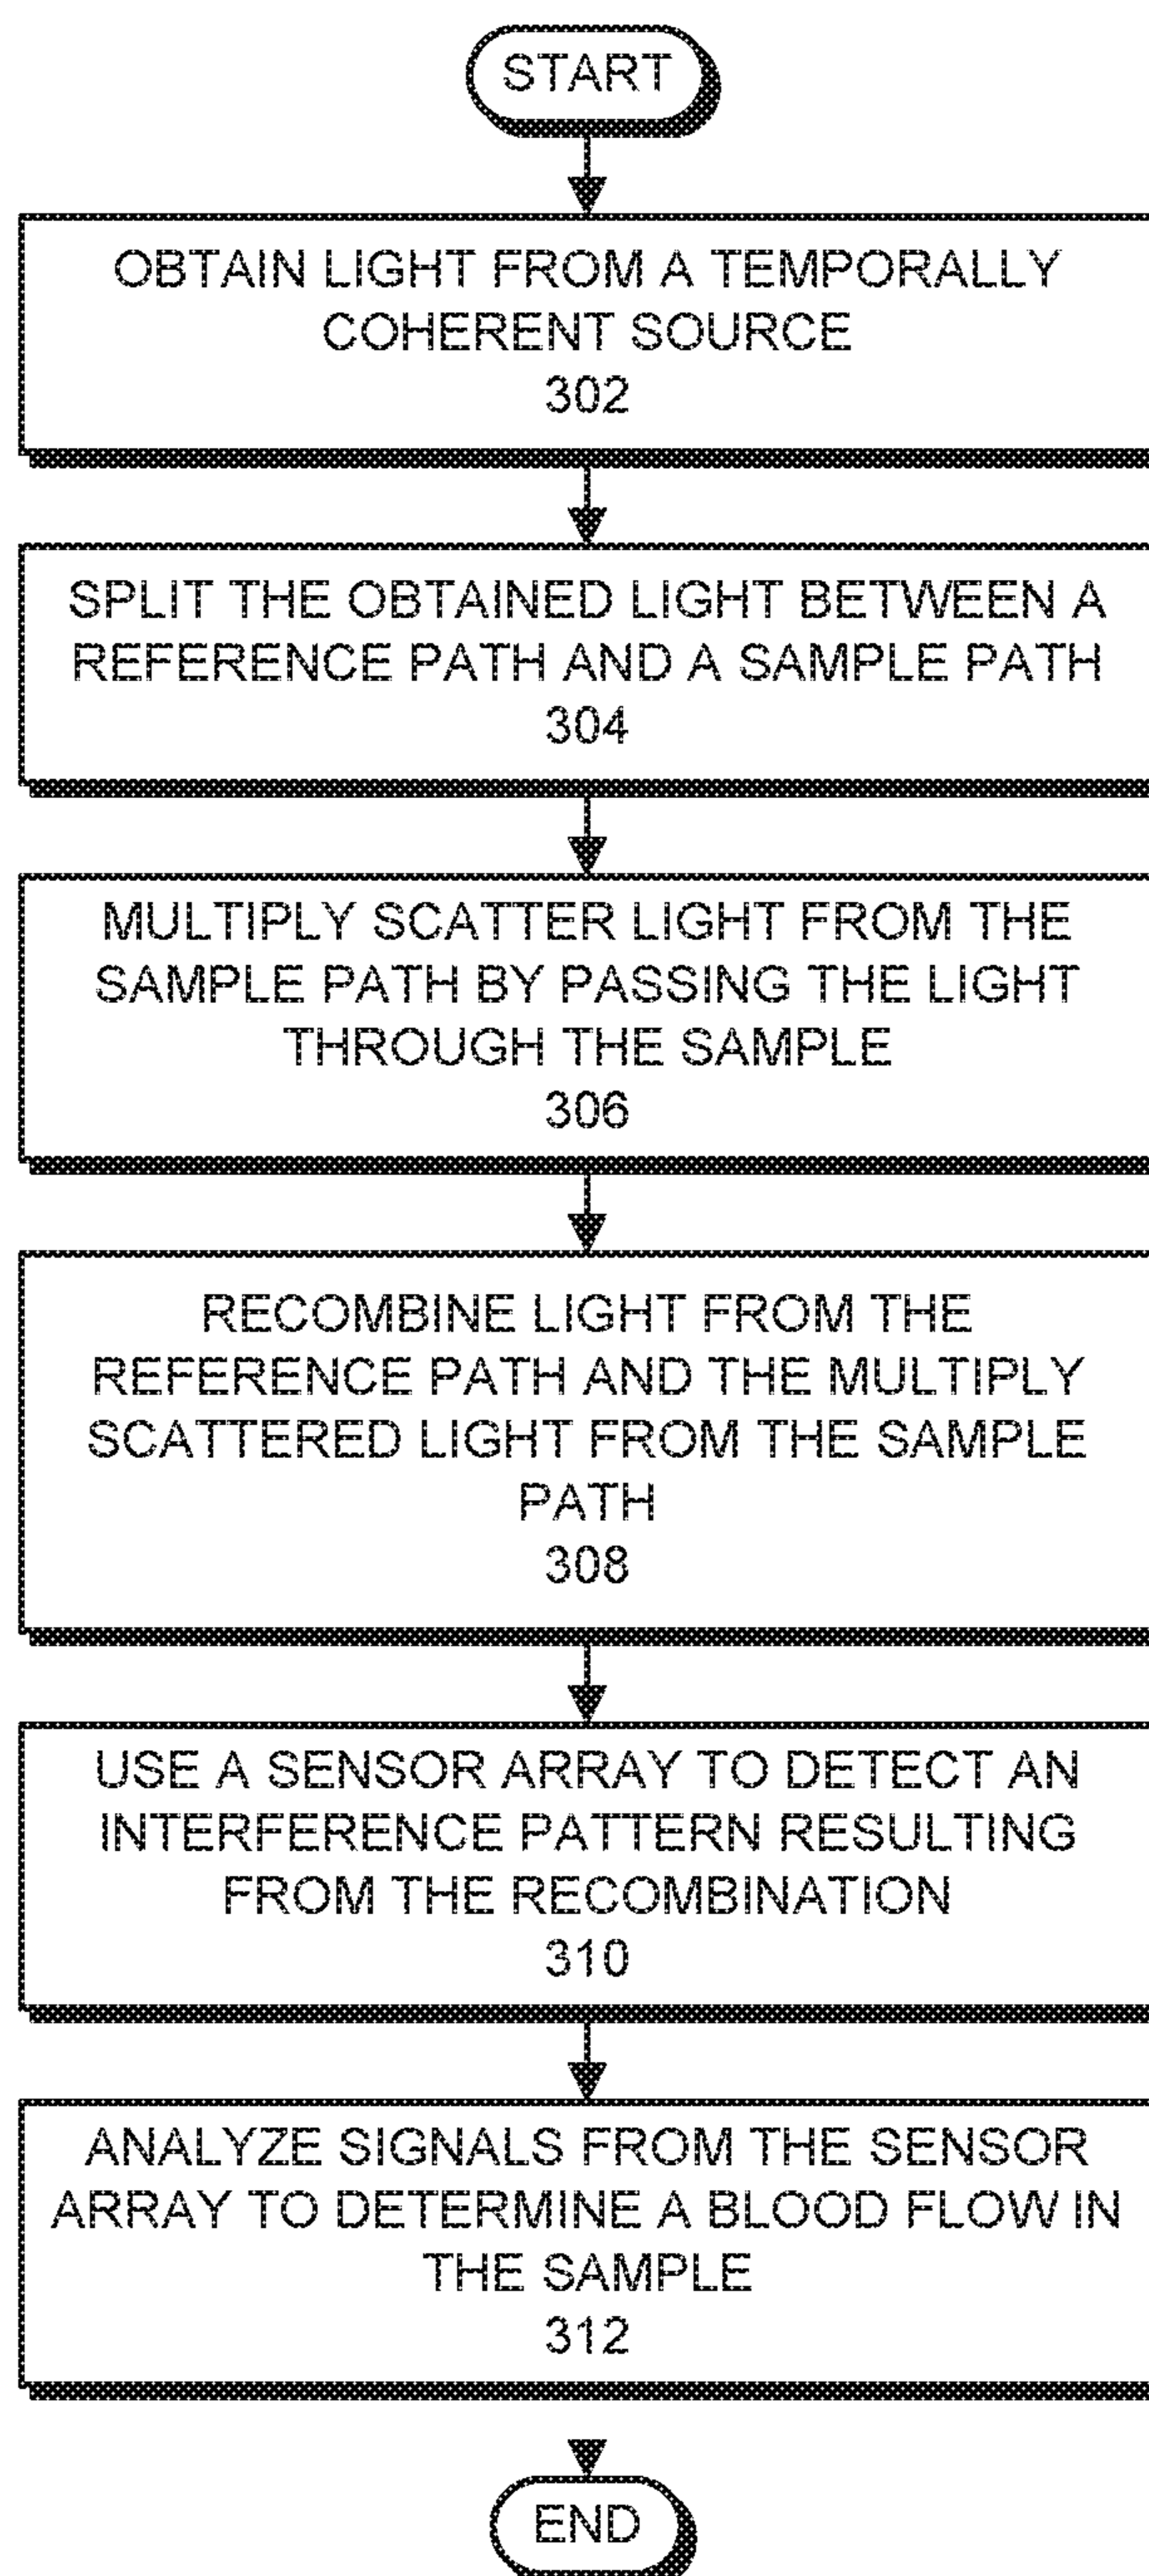 START
OBTAIN LIGHT FROM A TEMPORALLY
COHERENT SOURCE
302
SPLIT THE OBTAINED LIGHT BETWEEN A
REFERENCE PATH AND A SAMPLE PATH
304
MULTIPLY SCATTER LIGHT FROM THE
SAMPLE PATH BY PASSING THE LIGHT
THROUGH THE SAMPLE
306
RECOMBINE LIGHT FROM THE
REFERENCE PATH AND THE MULTIPLY
SCATTERED LIGHT FROM THE SAMPLE
PATH
308
USE A SENSOR ARRAY TO DETECT AN
INTERFERENCE PATTERN RESULTING
FROM THE RECOMBINATION
310
ANALYZE SIGNALS FROM THE SENSOR
ARRAY TO DETERMINE A BLOOD FLOW IN
THE SAMPLE
312
END